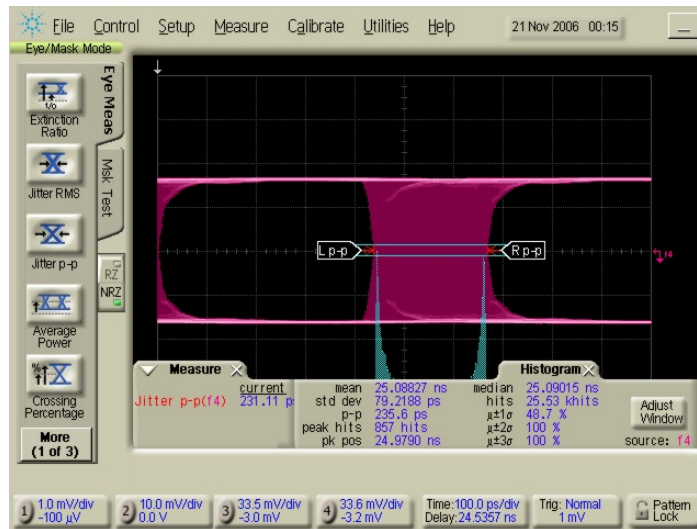 File Control Setup Measure Calibrate Utilities Help 21 Nov 2006 00:15
Eye/Mask Mode
Eye Meas
Msk Test
1/0
Extinction
Ratio
Jitter RMS
Jitter p-p
RZ
NRZ
Average
Power
Crossing
Percentage
More
(1 of 3)
L p-p
R p-p
f4
Measure
current
Jitter p-p(f4) 231.11 p
Histogram
mean 25.08827 ns median 25.09015 ns
std dev 79.2188 ps hits 25.53 khits
p-p 235.6 ps µ±1σ 48.7 %
peak hits 857 hits µ±2σ 100 %
pk pos 24.9790 ns µ±3σ 100 %
Adjust
Window
source: f4
1 1.0 mV/div
-100 µV
2 10.0 mV/div
0.0 V
3 33.5 mV/div
-3.0 mV
4 33.6 mV/div
-3.2 mV
Time:100.0 ps/div
Delay:24.5357 ns
Trig: Normal
1 mV
Pattern
Lock